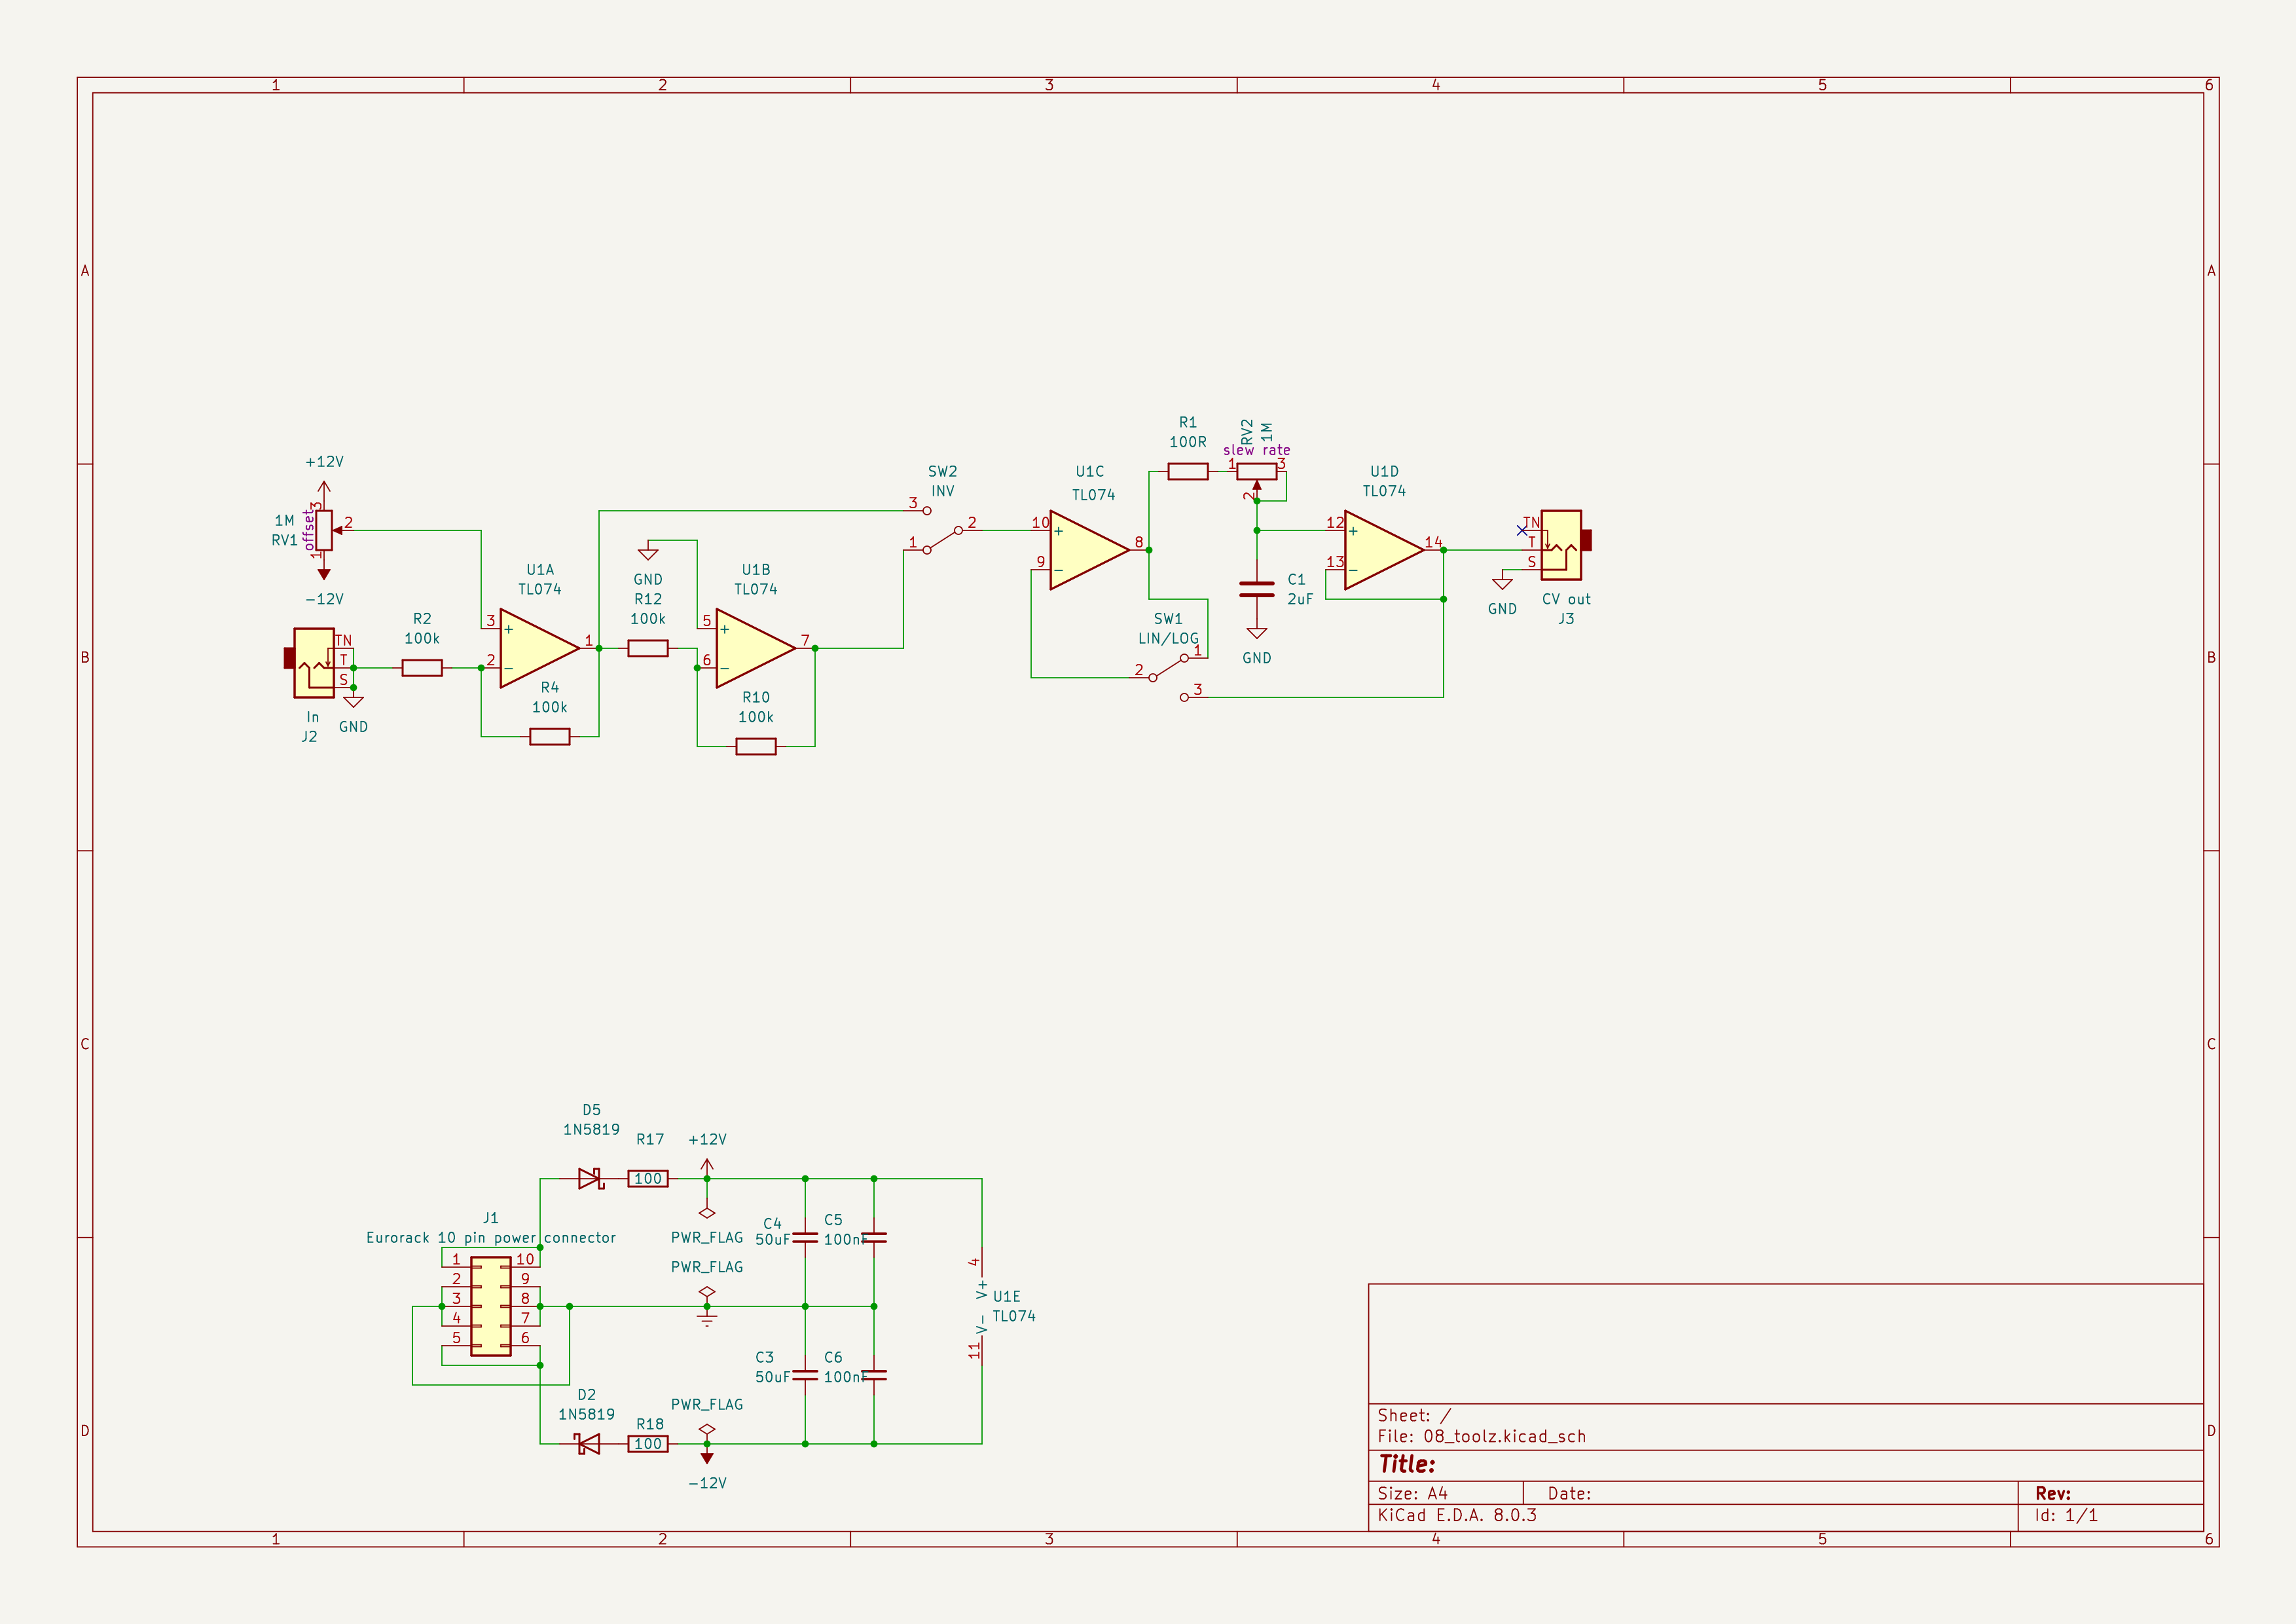 1 2 3 4 5 6
A A
R1
100R
RV2
1M
slew rate
1 3
2
+12V
SW2
INV
3
2
1
U1C
TL074
10 +
9 −
8
U1D
TL074
12 +
13 −
14
TN
T
S
CV out
J3
GND
1M
RV1
offset
3
2
1
−12V
U1A
TL074
3 +
2 −
1
GND
R12
100k
U1B
TL074
5 +
6 −
7
C1
2uF
GND
SW1
LIN/LOG
1
2
3
R2
100k
TN
T
S
In
J2
GND
R4
100k
R10
100k
B B
C C
D5
1N5819
R17
100
+12V
J1
Eurorack 10 pin power connector
1 10
2 9
3 8
4 7
5 6
PWR_FLAG
PWR_FLAG
C4
50uF
C5
100nF
4
V+
U1E
TL074
V−
11
C3
50uF
C6
100nF
D2
1N5819
R18
100
PWR_FLAG
−12V
D D
Sheet: /
File: 08_toolz.kicad_sch
Title:
Size: A4 Date: Rev:
KiCad E.D.A. 8.0.3 Id: 1/1
1 2 3 4 5 6